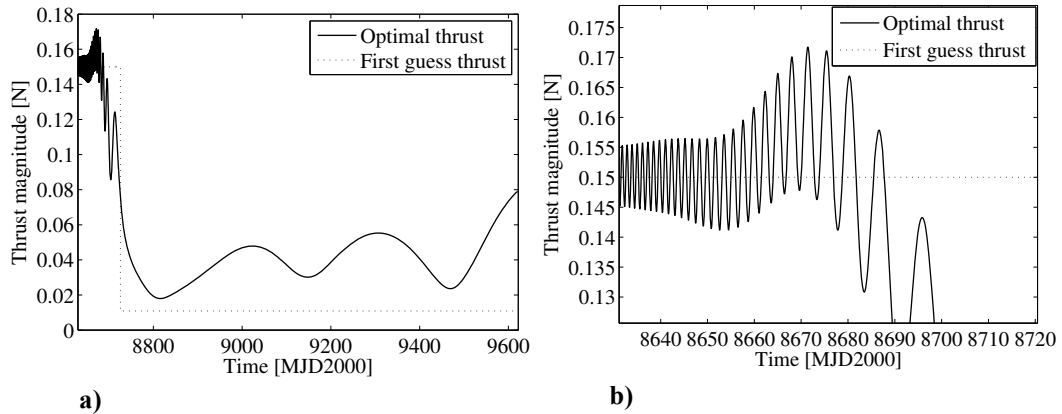 0.18
0.16
0.14
0.12
0.1
0.08
0.06
0.04
0.02
0
Thrust magnitude [N]
Optimal thrust
First guess thrust
8800 9000 9200 9400 9600
Time [MJD2000]
a)
0.175
0.17
0.165
0.16
0.155
0.150
0.145
0.14
0.135
0.13
Thrust magnitude [N]
Optimal thrust
First guess thrust
8640 8650 8660 8670 8680 8690 8700 8710 8720
Time [MJD2000]
b)